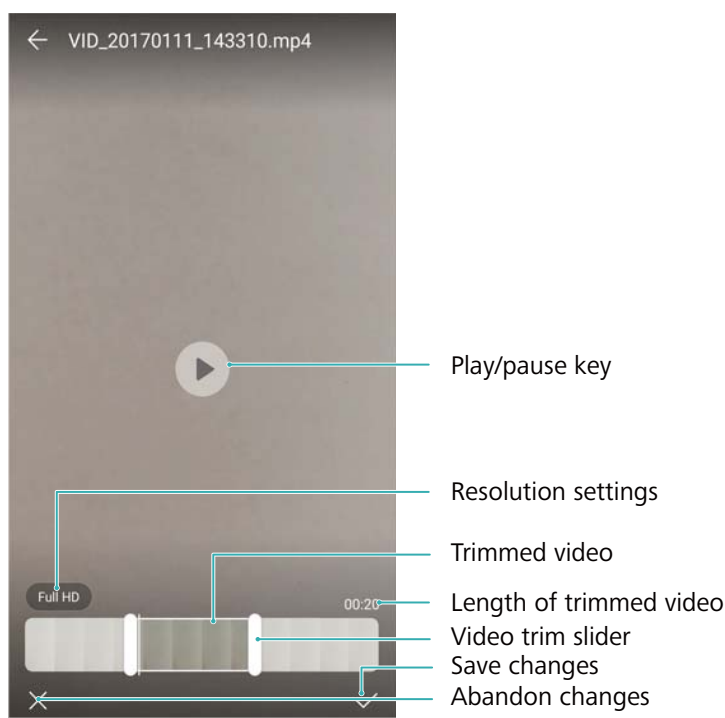 VID_20170111_143310.mp4
Play/pause key
Resolution settings
Trimmed video
Full HD
00:20
Length of trimmed video
Video trim slider
Save changes
Abandon changes